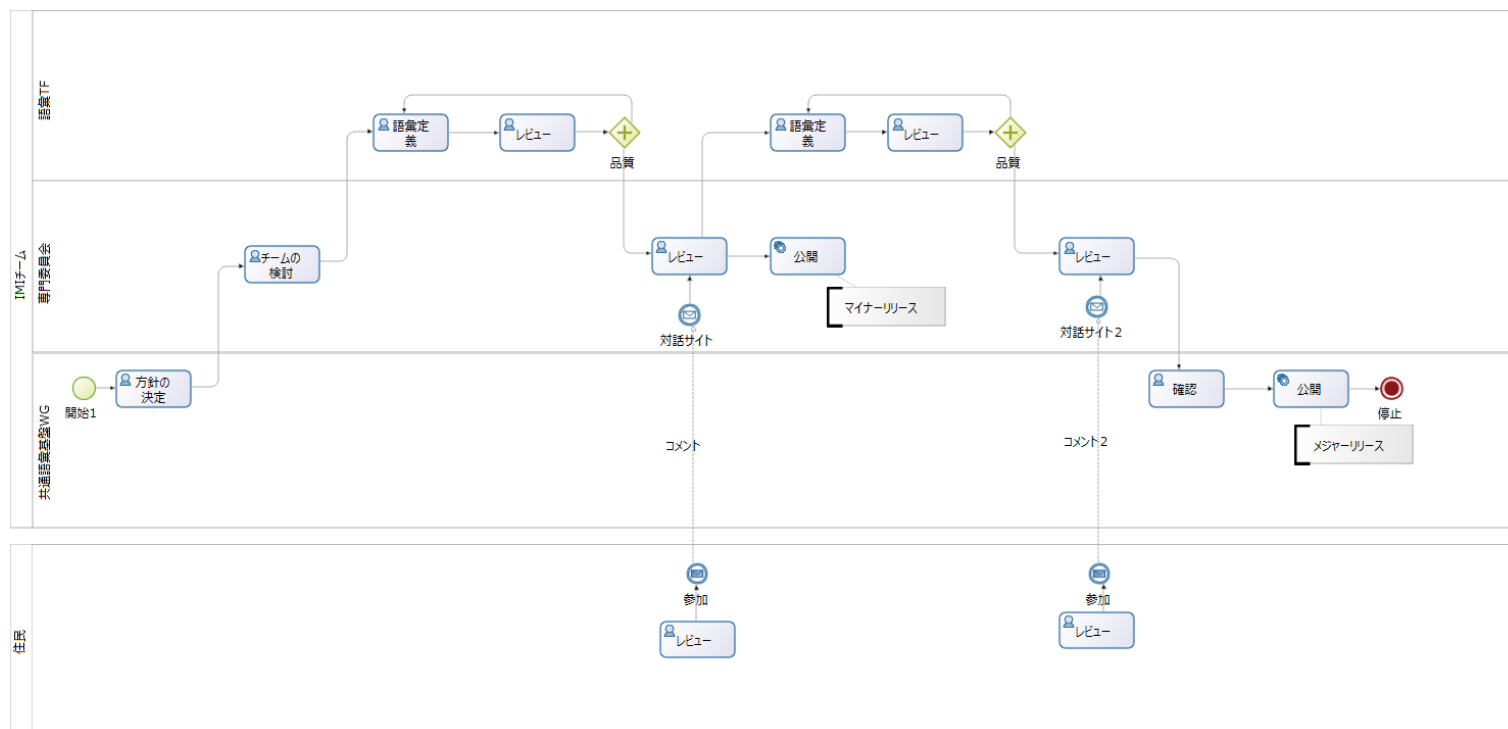 IMIチーム
語彙TF
語彙定
義
レビュー
品質
語彙定
義
レビュー
品質
専門委員会
チームの
検討
レビュー
公開
マイナーリリース
対話サイト
レビュー
対話サイト2
共通語彙基盤WG
開始1
方針の
決定
確認
公開
停止
メジャーリリース
コメント
コメント2
住民
参加
レビュー
参加
レビュー